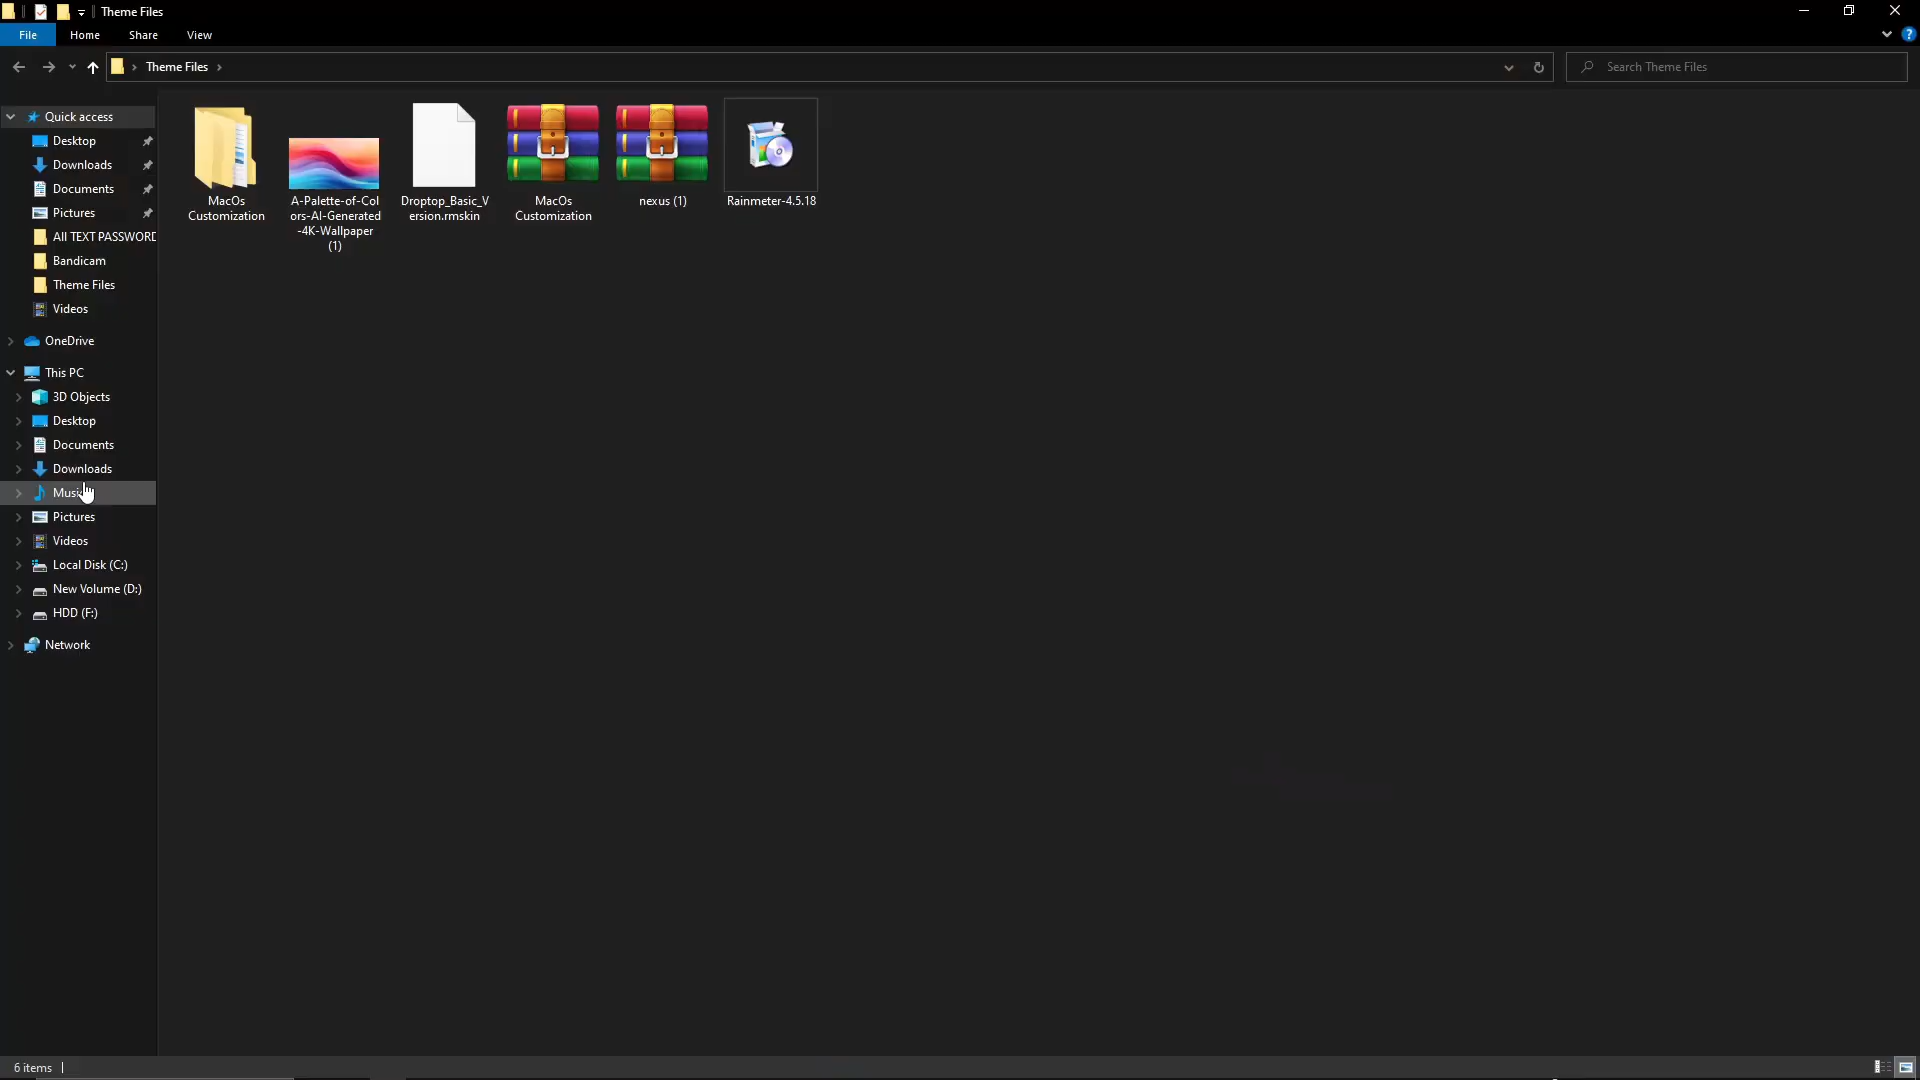 Theme Files
File Home Share View
Theme Files
Search Theme Files
Quick access
Desktop
Downloads
Documents
Pictures
All TEXT PASSWORD
Bandicam
Theme Files
Videos
OneDrive
This PC
3D Objects
Desktop
Documents
Downloads
Music
Pictures
Videos
Local Disk (C:)
New Volume (D:)
HDD (F:)
Network
MacOs
Customization
A-Palette-of-Col
ors-AI-Generated
-4K-Wallpaper
(1)
Droptop_Basic_V
ersion.rmskin
MacOs
Customization
nexus (1)
Rainmeter-4.5.18
6 items